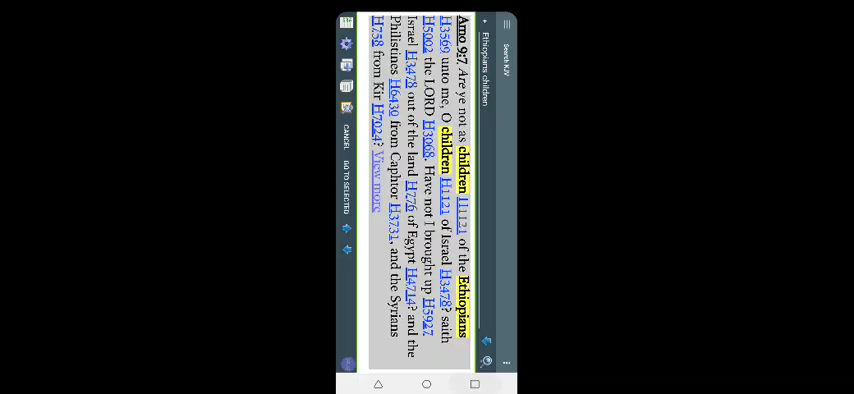 Search KJV
Ethiopians children
Amo 9:7 Are ye not as children H1121 of the Ethiopians
H3569 unto me, O children H1121 of Israel H3478? saith
H5002 the LORD H3068. Have not I brought up H5927
Israel H3478 out of the land H776 of Egypt H4714? and the
Philistines H6430 from Caphtor H3731, and the Syrians
H758 from Kir H7024? View more
CANCEL GO TO SELECTED